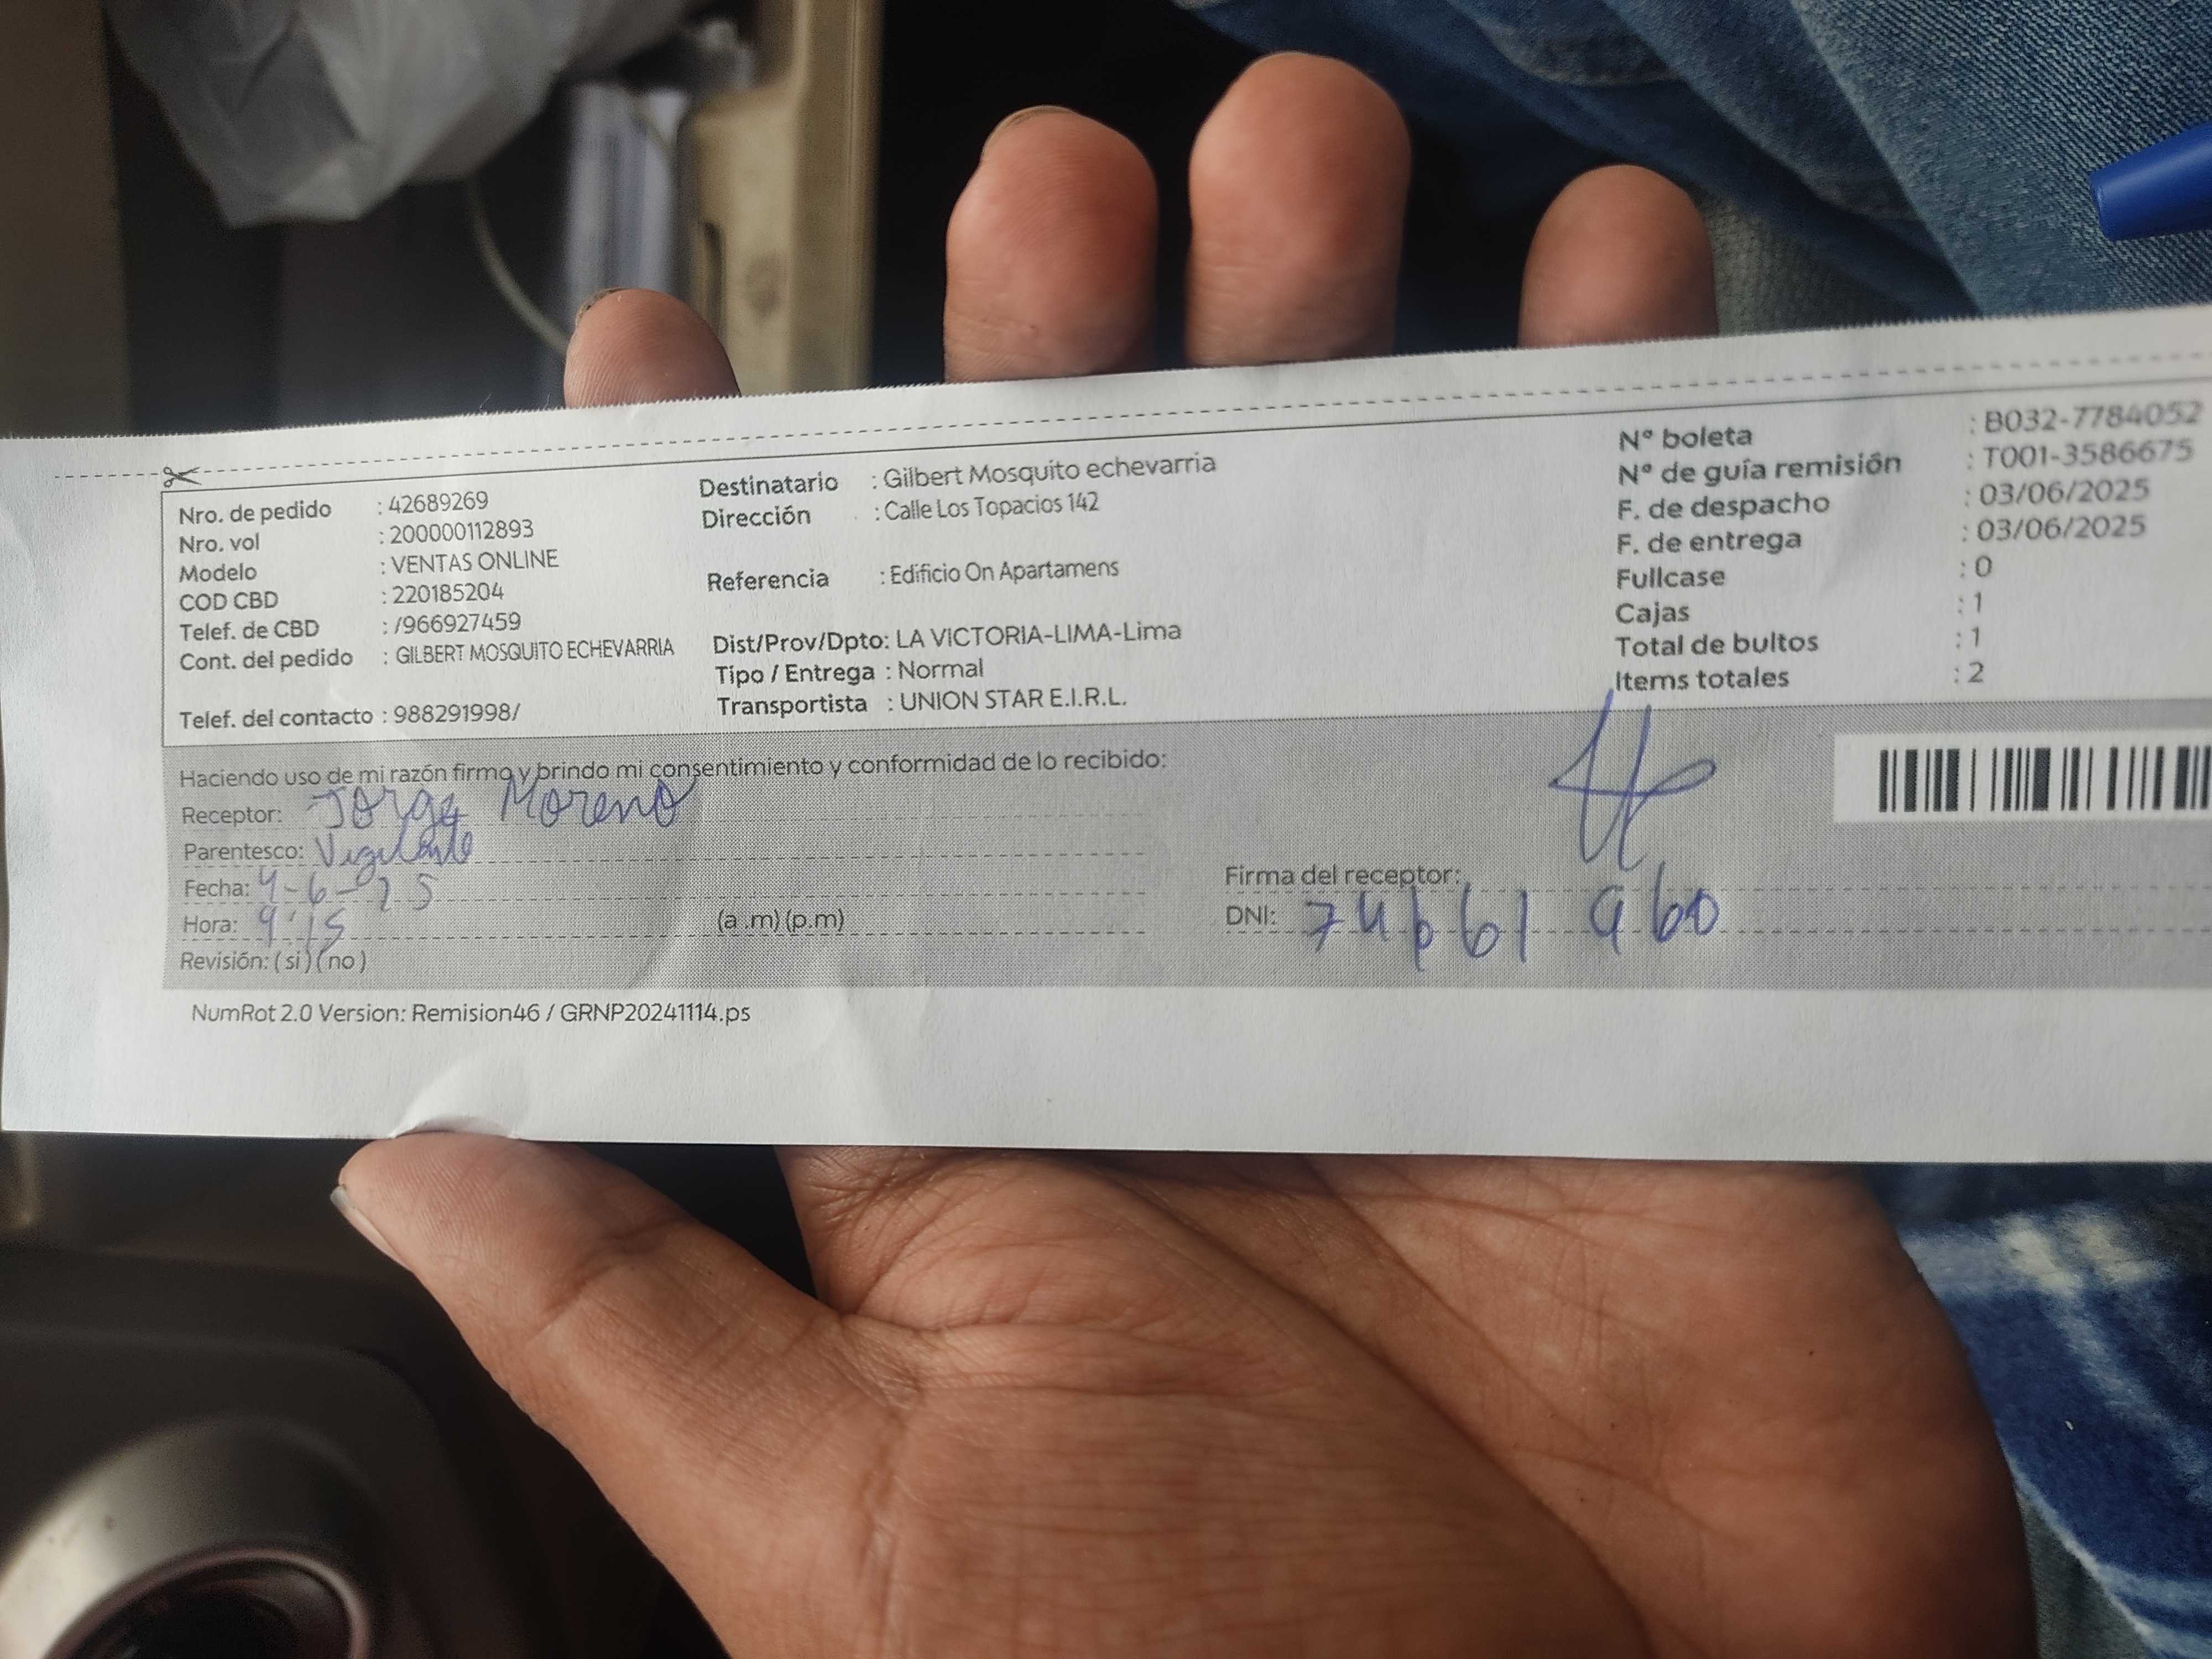 Nro. de pedido : 42689269
Nro. vol : 200000112893
Modelo : VENTAS ONLINE
COD CBD : 220185204
Telef. de CBD : /966927459
Cont. del pedido : GILBERT MOSQUITO ECHEVARRIA
Telef. del contacto : 988291998/
Destinatario : Gilbert Mosquito echevarria
Dirección : Calle Los Topacios 142
Referencia : Edificio On Apartamens
Dist/Prov/Dpto: LA VICTORIA-LIMA-Lima
Tipo / Entrega : Normal
Transportista : UNION STAR E.I.R.L.
N° boleta : B032-7784052
N° de guía remisión : T001-3586675
F. de despacho : 03/06/2025
F. de entrega : 03/06/2025
Fullcase : 0
Cajas : 1
Total de bultos : 1
Items totales : 2
Haciendo uso de mi razón firmo y brindo mi consentimiento y conformidad de lo recibido:
Receptor: Jorge Moreno
Parentesco: Vigilante
Fecha: 4-6-25
Hora: 9:15 (a .m) (p.m)
Revisión: ( si ) ( no )
Firma del receptor:
DNI:
NumRot 2.0 Version: Remision46 / GRNP20241114.ps